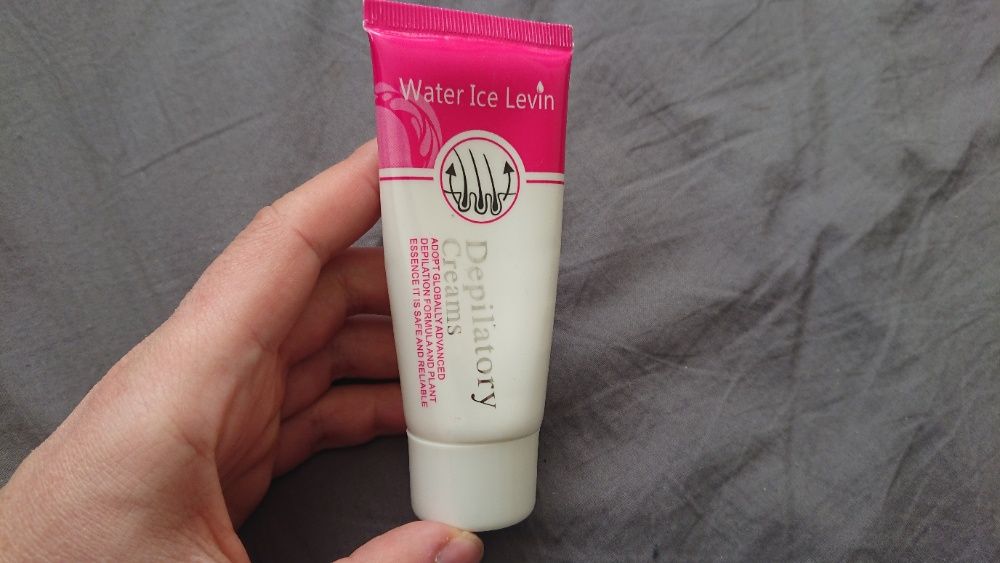 Water Ice Levin
Depilatory
Creams
ADOPT GLOBALLY ADVANCED
DEPILATION FORMULA AND PLANT
ESSENCE IT IS SAFE AND RELIABLE